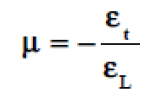 μ = − εt / εL